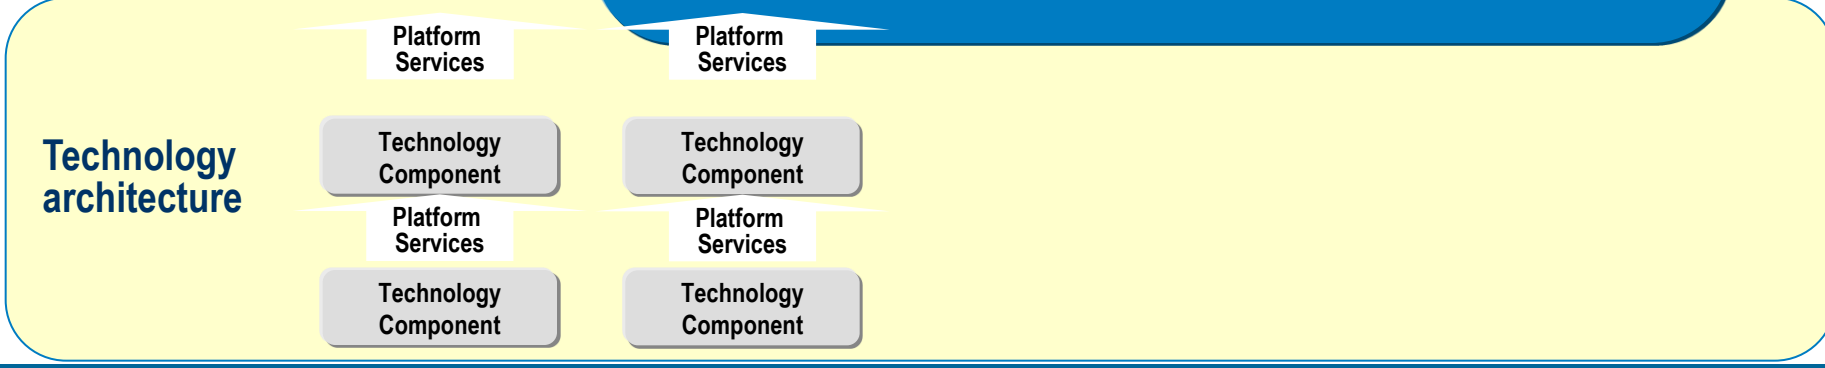 Platform
Services
Platform
Services
Technology
architecture
Technology
Component
Technology
Component
Platform
Services
Platform
Services
Technology
Component
Technology
Component